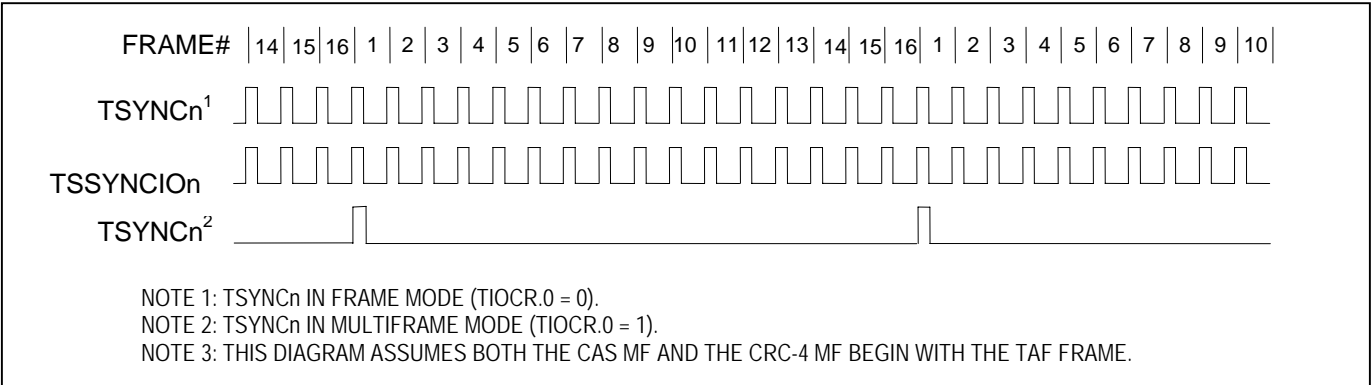 FRAME# 14 15 16 1 2 3 4 5 6 7 8 9 10 11 12 13 14 15 16 1 2 3 4 5 6 7 8 9 10
TSYNCn1
TSSYNCIOn
TSYNCn2
NOTE 1: TSYNCn IN FRAME MODE (TIOCR.0 = 0).
NOTE 2: TSYNCn IN MULTIFRAME MODE (TIOCR.0 = 1).
NOTE 3: THIS DIAGRAM ASSUMES BOTH THE CAS MF AND THE CRC-4 MF BEGIN WITH THE TAF FRAME.